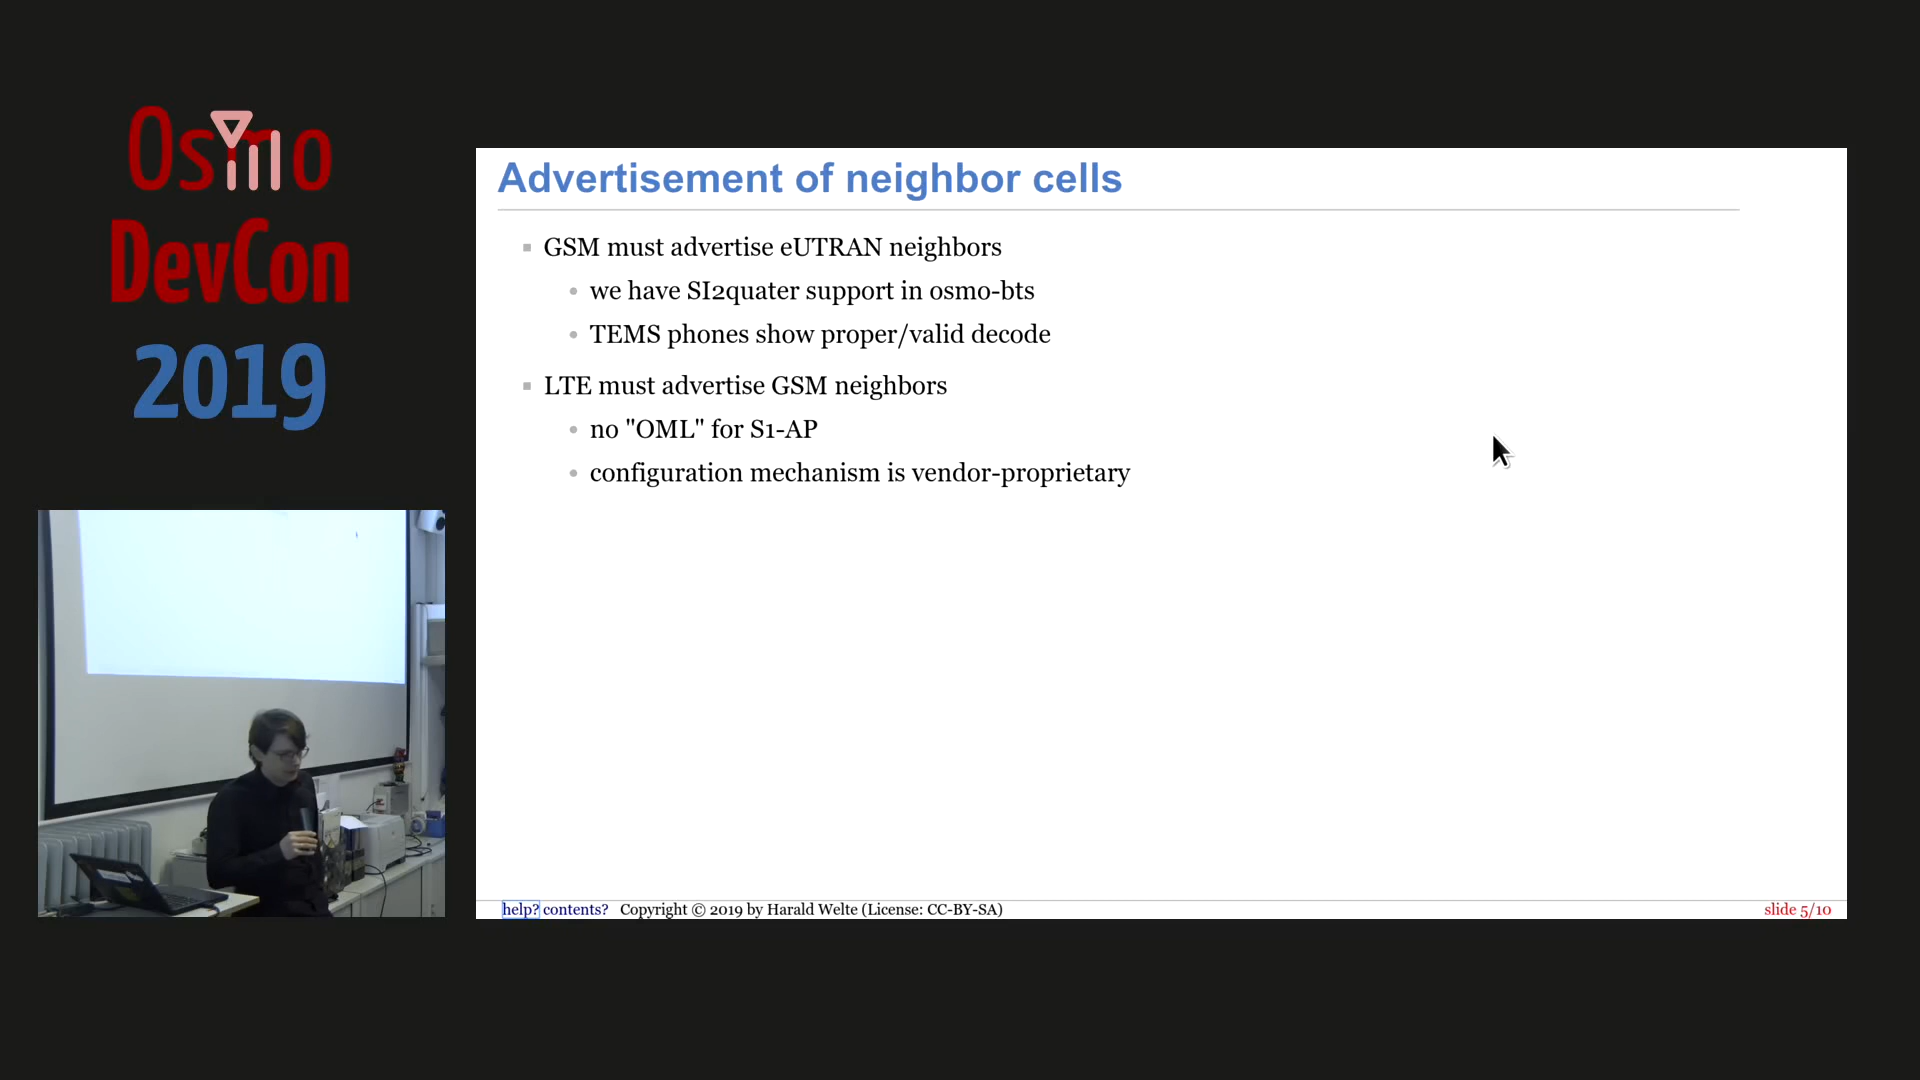 Osmo
DevCon
2019
Advertisement of neighbor cells
GSM must advertise eUTRAN neighbors
we have SI2quater support in osmo-bts
TEMS phones show proper/valid decode
LTE must advertise GSM neighbors
no "OML" for S1-AP
configuration mechanism is vendor-proprietary
help? contents? Copyright © 2019 by Harald Welte (License: CC-BY-SA)
slide 5/10